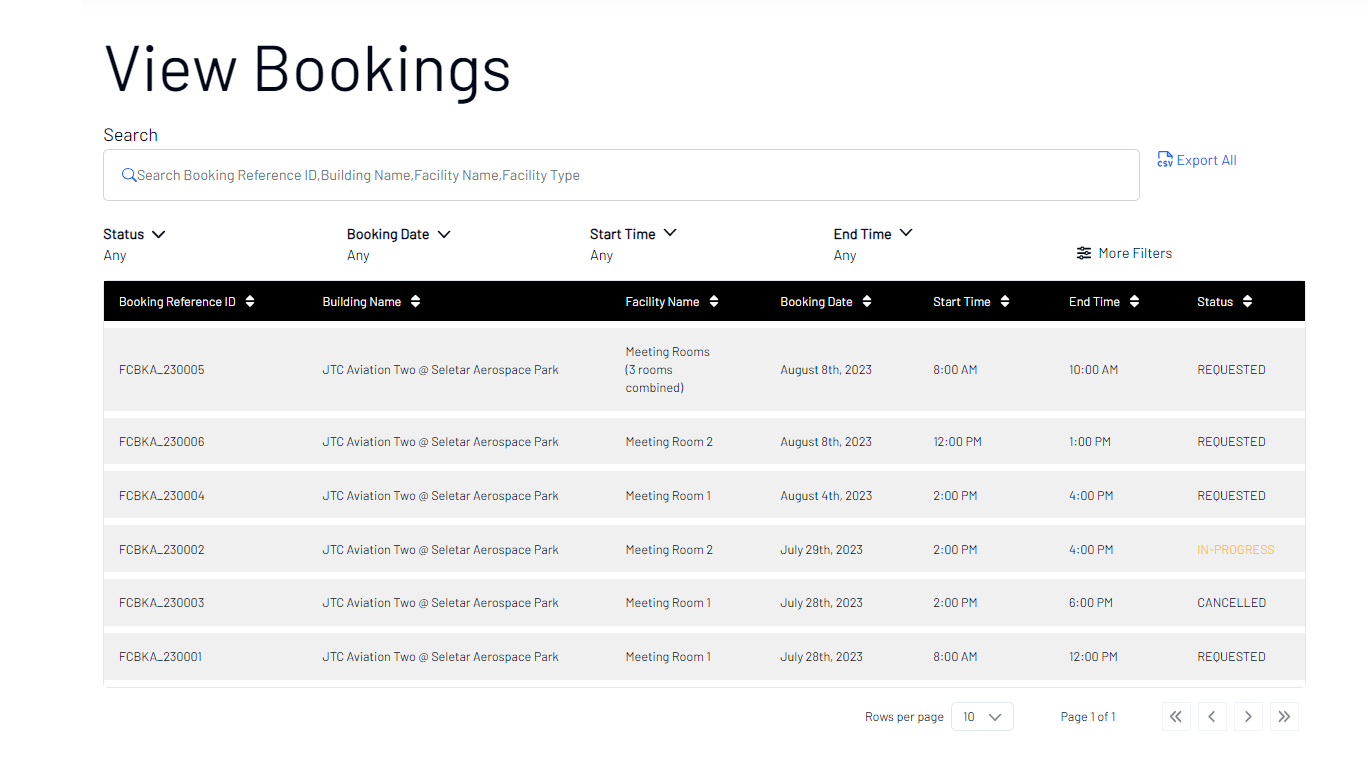 View Bookings
Search
Search Booking Reference ID,Building Name,Facility Name,Facility Type
CSV Export All
Status Booking Date Start Time End Time
Any Any Any Any More Filters
Booking Reference ID Building Name Facility Name Booking Date Start Time End Time Status
FCBKA_230005 JTC Aviation Two @ Seletar Aerospace Park Meeting Rooms (3 rooms combined) August 8th, 2023 8:00 AM 10:00 AM REQUESTED
FCBKA_230006 JTC Aviation Two @ Seletar Aerospace Park Meeting Room 2 August 8th, 2023 12:00 PM 1:00 PM REQUESTED
FCBKA_230004 JTC Aviation Two @ Seletar Aerospace Park Meeting Room 1 August 4th, 2023 2:00 PM 4:00 PM REQUESTED
FCBKA_230002 JTC Aviation Two @ Seletar Aerospace Park Meeting Room 2 July 29th, 2023 2:00 PM 4:00 PM IN-PROGRESS
FCBKA_230003 JTC Aviation Two @ Seletar Aerospace Park Meeting Room 1 July 28th, 2023 2:00 PM 6:00 PM CANCELLED
FCBKA_230001 JTC Aviation Two @ Seletar Aerospace Park Meeting Room 1 July 28th, 2023 8:00 AM 12:00 PM REQUESTED
Rows per page 10 Page 1 of 1